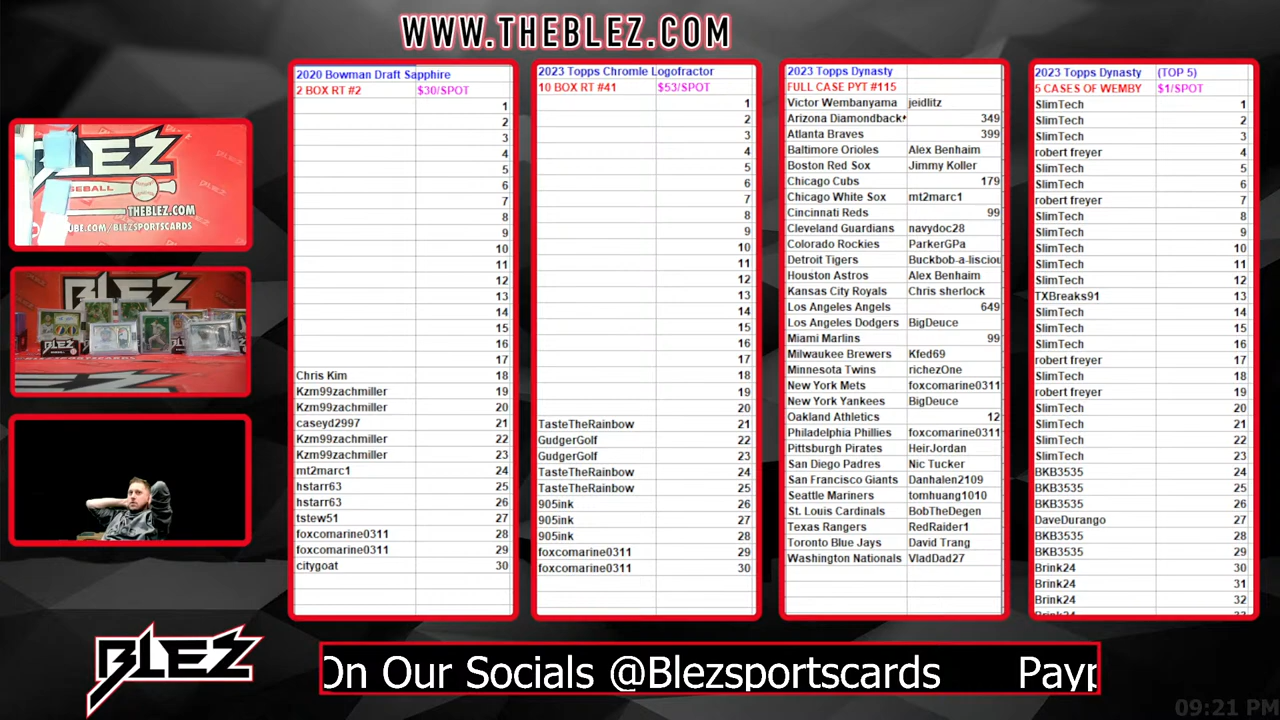 WWW.THEBLEZ.COM
2020 Bowman Draft Sapphire
2 BOX RT #2 $30/SPOT
1
2
3
4
5
6
7
8
9
10
11
12
13
14
15
16
17
Chris Kim 18
Kzm99zachmiller 19
Kzm99zachmiller 20
caseyd2997 21
Kzm99zachmiller 22
Kzm99zachmiller 23
mt2marc1 24
hstarr63 25
hstarr63 26
tstew51 27
foxcomarine0311 28
foxcomarine0311 29
citygoat 30
2023 Topps Chromle Logofractor
10 BOX RT #41 $53/SPOT
1
2
3
4
5
6
7
8
9
10
11
12
13
14
15
16
17
18
19
20
TasteTheRainbow 21
GudgerGolf 22
GudgerGolf 23
TasteTheRainbow 24
TasteTheRainbow 25
905ink 26
905ink 27
905ink 28
foxcomarine0311 29
foxcomarine0311 30
2023 Topps Dynasty
FULL CASE PYT #115
Victor Wembanyama jeidlitz
Arizona Diamondback 349
Atlanta Braves 399
Baltimore Orioles Alex Benhaim
Boston Red Sox Jimmy Koller
Chicago Cubs 179
Chicago White Sox mt2marc1
Cincinnati Reds 99
Cleveland Guardians navydoc28
Colorado Rockies ParkerGPa
Detroit Tigers Buckbob-a-lisciou
Houston Astros Alex Benhaim
Kansas City Royals Chris sherlock
Los Angeles Angels 649
Los Angeles Dodgers BigDeuce
Miami Marlins 99
Milwaukee Brewers Kfed69
Minnesota Twins richezOne
New York Mets foxcomarine0311
New York Yankees BigDeuce
Oakland Athletics 12
Philadelphia Phillies foxcomarine0311
Pittsburgh Pirates HeirJordan
San Diego Padres Nic Tucker
San Francisco Giants Danhalen2109
Seattle Mariners tomhuang1010
St. Louis Cardinals BobTheDegen
Texas Rangers RedRaider1
Toronto Blue Jays David Trang
Washington Nationals VladDad27
2023 Topps Dynasty (TOP 5)
5 CASES OF WEMBY $1/SPOT
SlimTech 1
SlimTech 2
SlimTech 3
robert freyer 4
SlimTech 5
SlimTech 6
robert freyer 7
SlimTech 8
SlimTech 9
SlimTech 10
SlimTech 11
SlimTech 12
TXBreaks91 13
SlimTech 14
SlimTech 15
SlimTech 16
robert freyer 17
SlimTech 18
robert freyer 19
SlimTech 20
SlimTech 21
SlimTech 22
SlimTech 23
BKB3535 24
BKB3535 25
BKB3535 26
DaveDurango 27
BKB3535 28
BKB3535 29
Brink24 30
Brink24 31
Brink24 32
BLEZ
THEBLEZ.COM
UBE.COM/BLEZSPORTSCARDS
BLEZ
BLEZ
On Our Socials @Blezsportscards Payp
09:21 PM